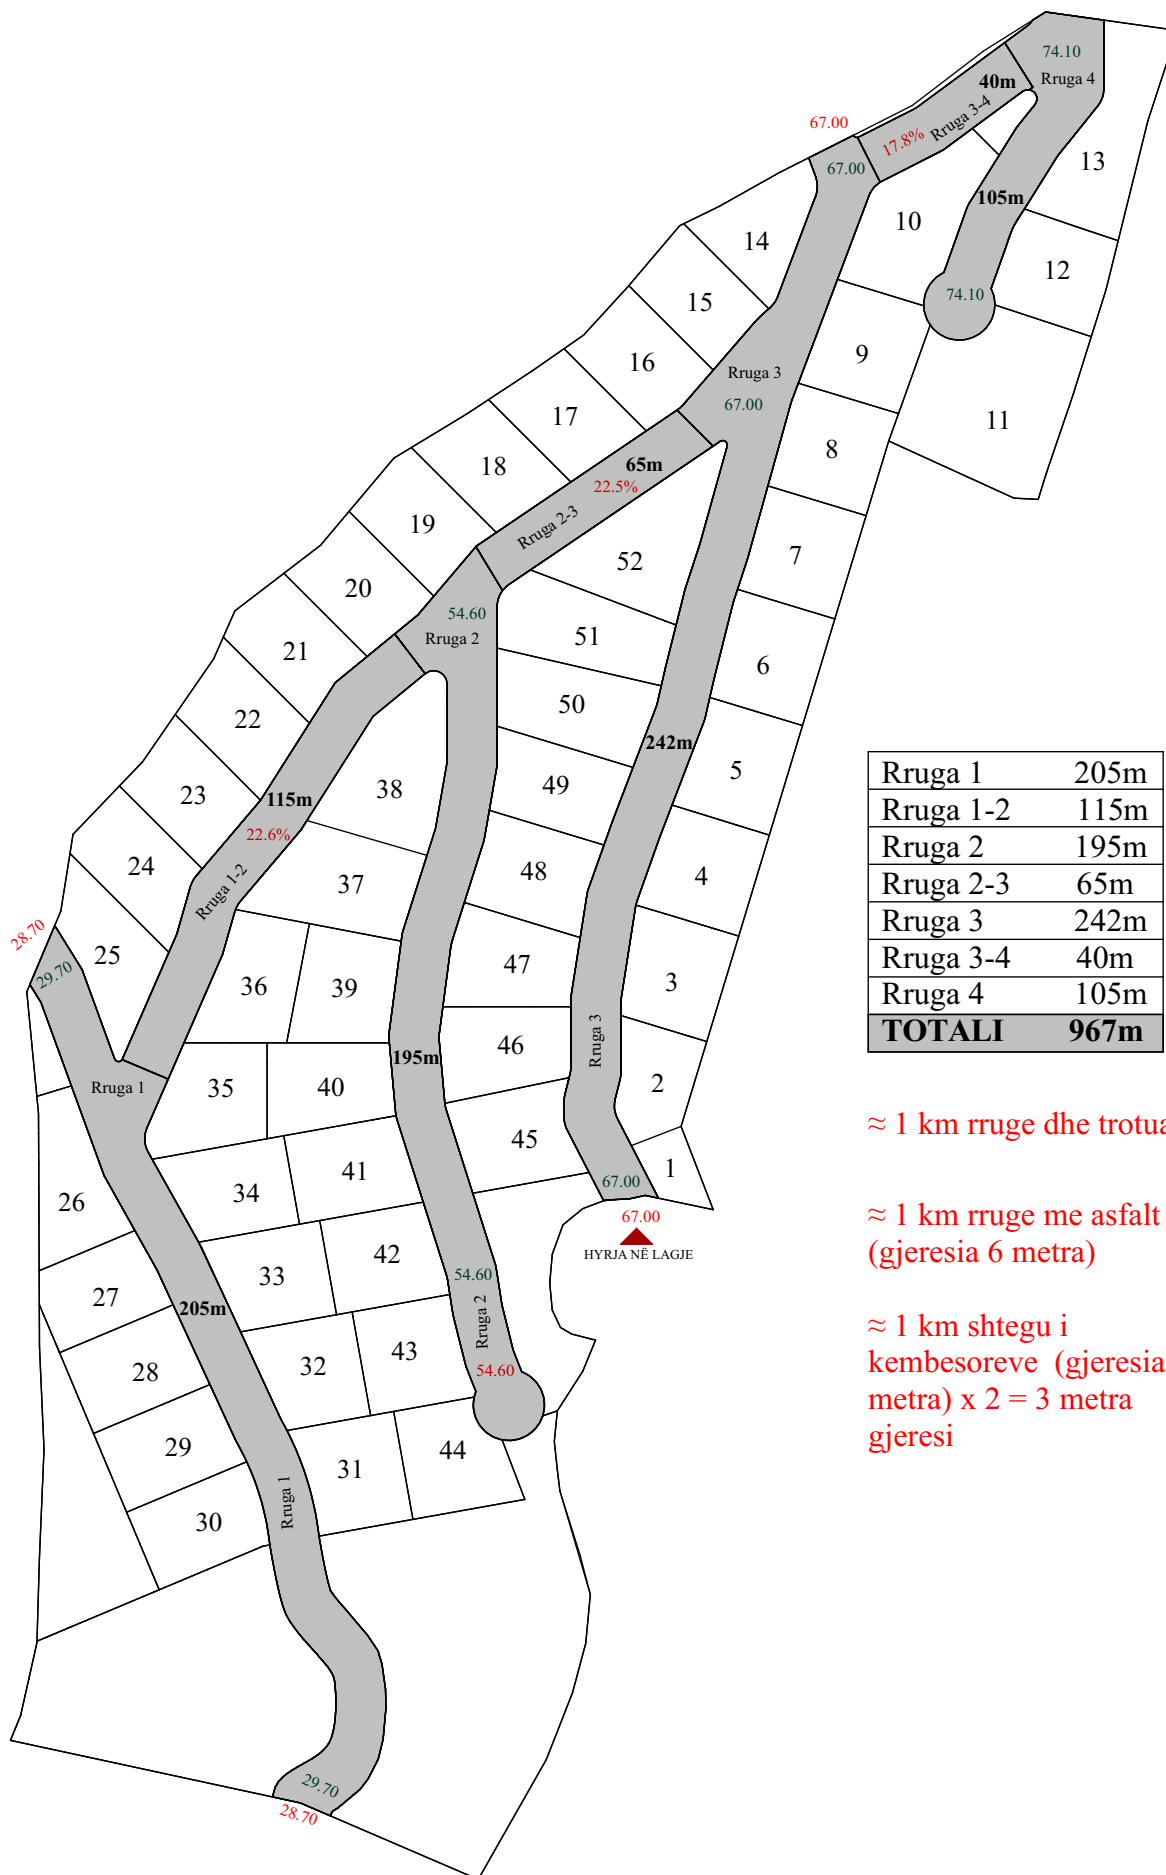 74.10
40m
Rruga 4
Rruga 3-4
17.8%
67.00
67.00
13
105m
10
14
12
74.10
15
9
16
Rruga 3
67.00
17
11
8
18
65m
22.5%
19
Rruga 2-3
7
52
20
54.60
Rruga 2
51
21
6
50
22
242m
5
49
38
23
115m
22.6%
Rruga 1 205m
Rruga 1-2 115m
Rruga 2 195m
Rruga 2-3 65m
Rruga 3 242m
Rruga 3-4 40m
Rruga 4 105m
TOTALI 967m
24
48
4
37
Rruga 1-2
28.70
29.70
25
47
3
36
39
Rruga 3
46
195m
Rruga 1
35
40
2
≈ 1 km rruge dhe
45
41
1
34
26
67.00
67.00
HYRJA NË LAGJE
≈ 1 km rruge me asfalt
(gjeresia 6 metra)
42
33
54.60
27
205m
Rruga 2
≈ 1 km shtegu i
kembesoreve (gjeresia
metra) x 2 = 3 metra
gjeresi
43
32
28
54.60
29
44
31
Rruga 1
30
29.70
28.70